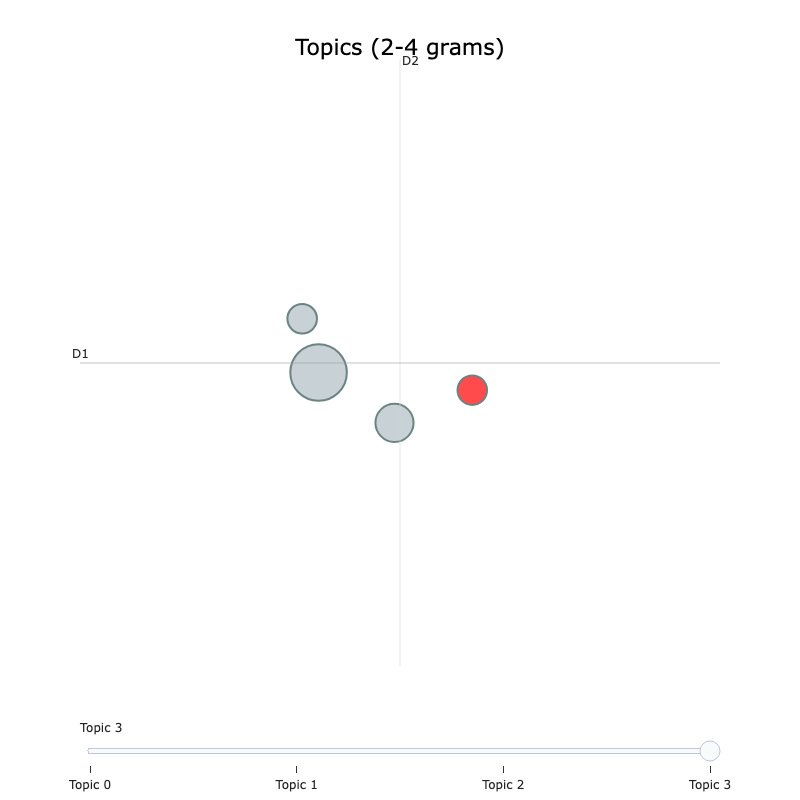 Topics (2-4 grams)
D2
D1
Topic 3
Topic 0
Topic 1
Topic 2
Topic 3